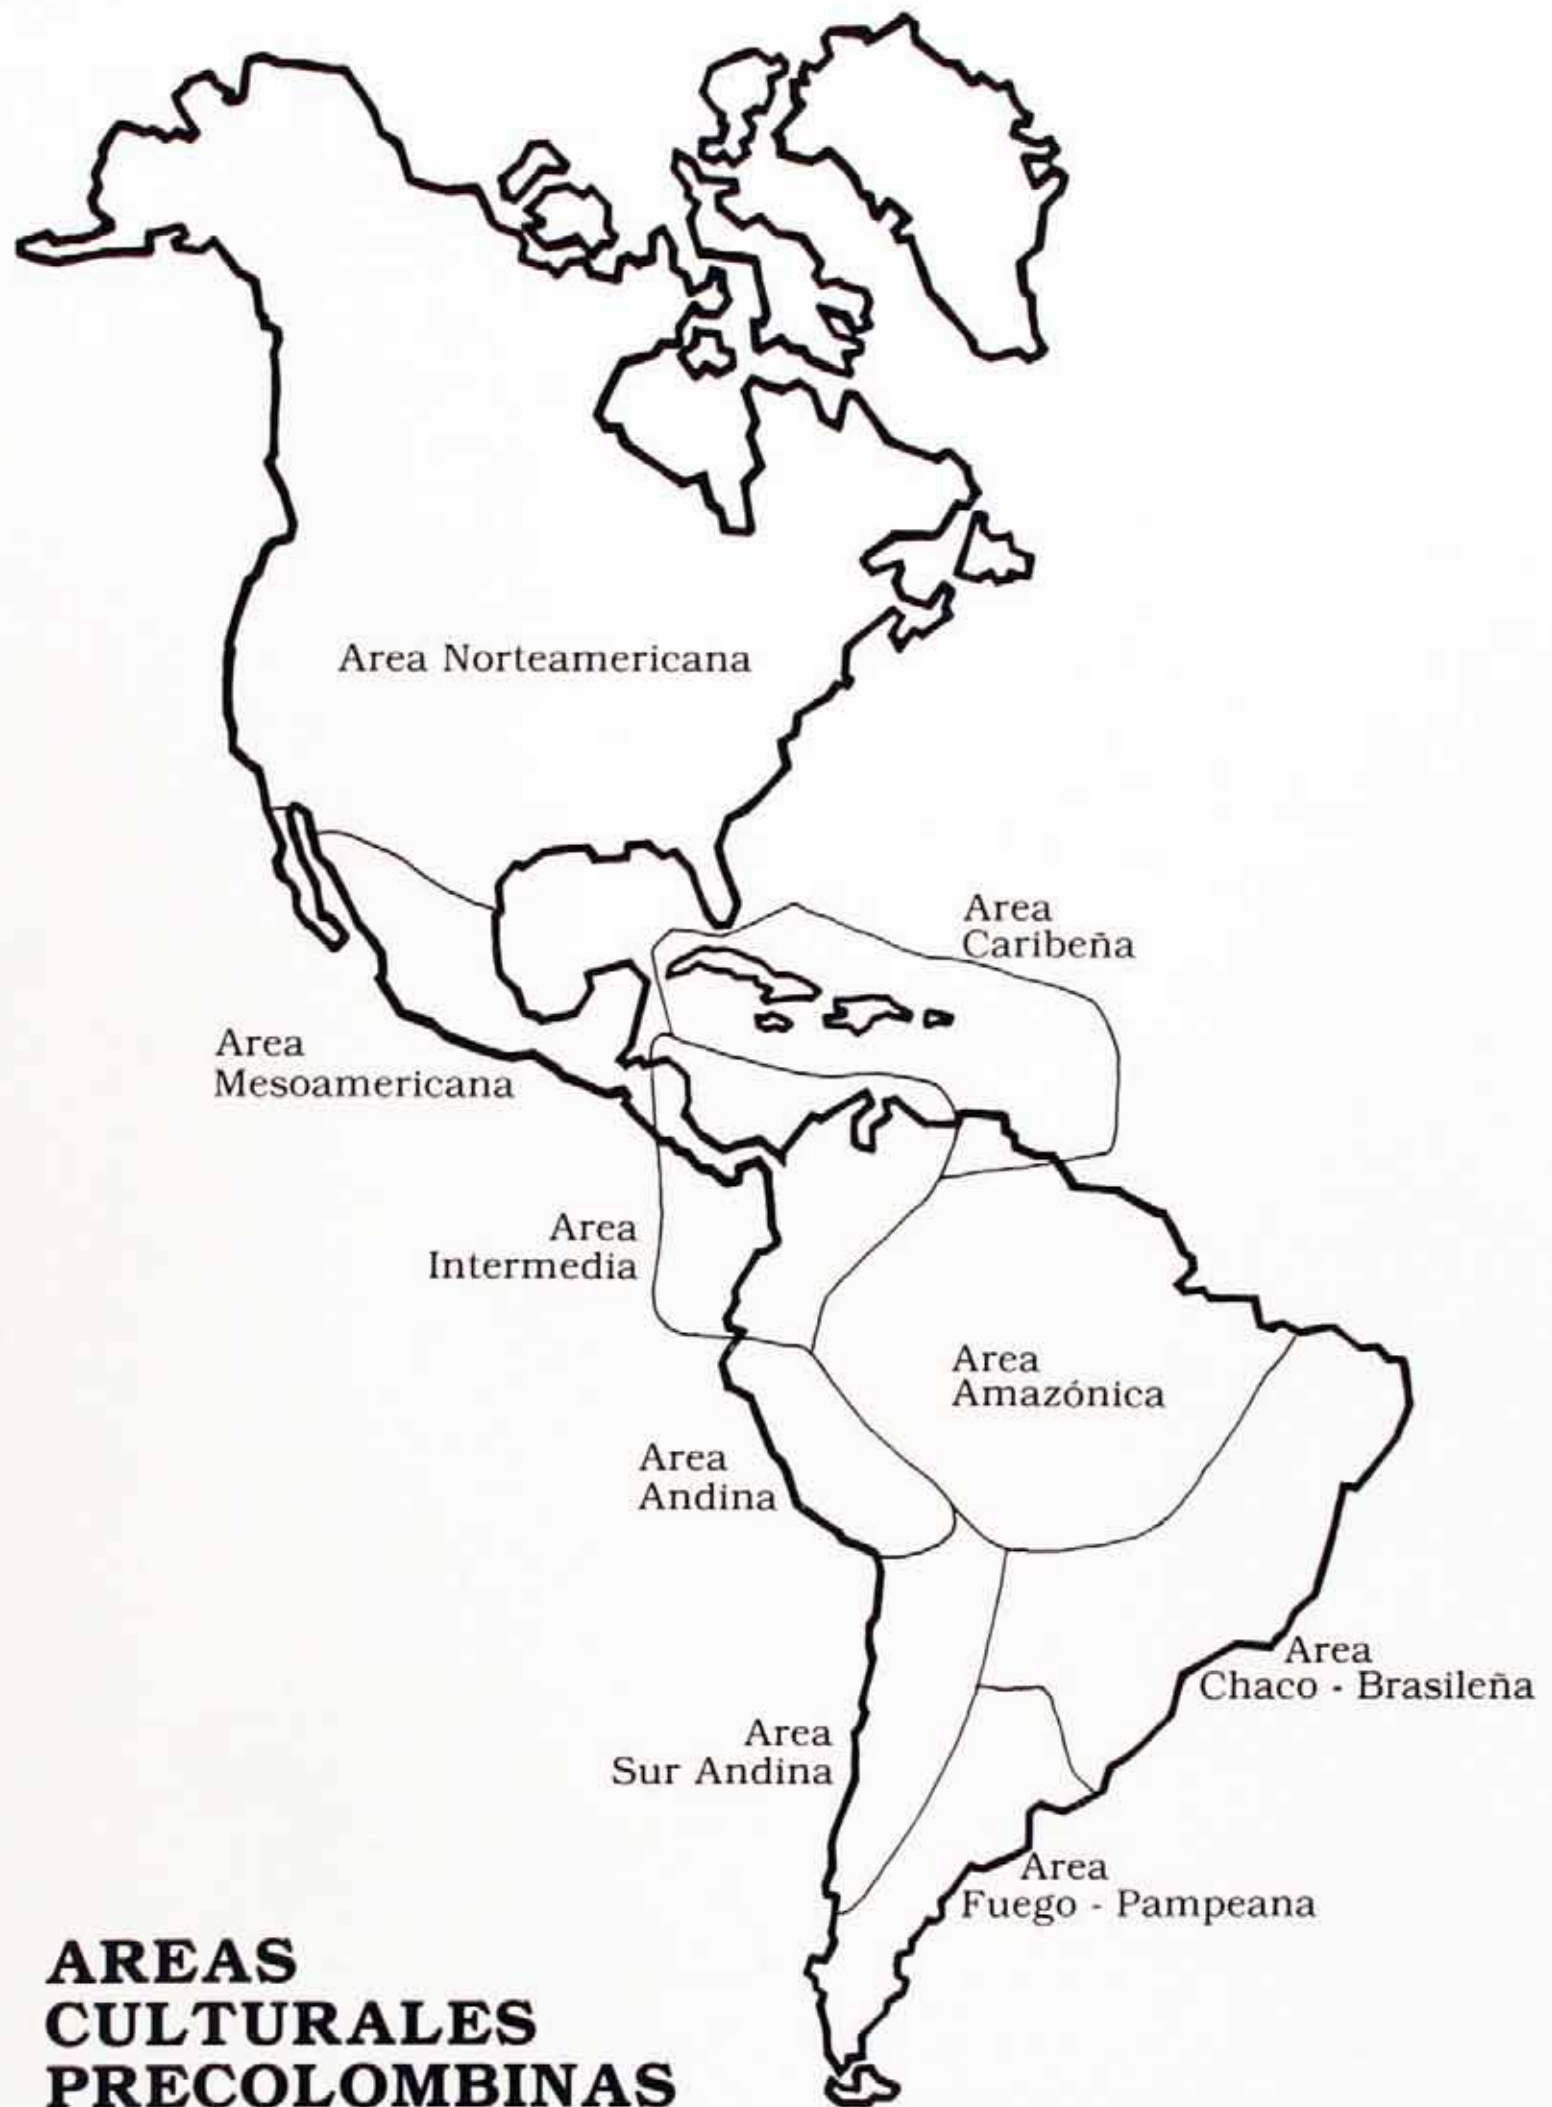 Area Norteamericana
Area
Caribeña
Area
Mesoamericana
Area
Intermedia
Area
Amazónica
Area
Andina
Area
Chaco - Brasileña
Area
Sur Andina
Area
Fuego - Pampeana
AREAS
CULTURALES
PRECOLOMBINAS